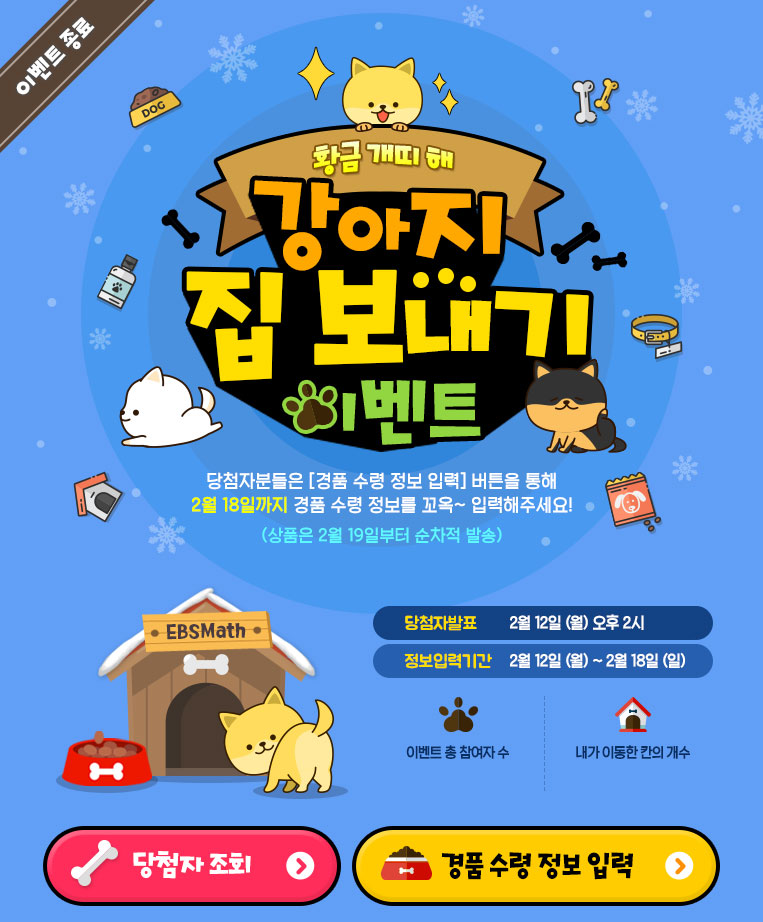 이벤트 종료
DOG
황금 개띠 해
강아지
집 보내기
이벤트
당첨자분들은 [경품 수령 정보 입력] 버튼을 통해
2월 18일까지 경품 수령 정보를 꼬옥~ 입력해주세요!
(상품은 2월 19일부터 순차적 발송)
EBSMath
당첨자발표 2월 12일 (월) 오후 2시
정보입력기간 2월 12일 (월) ~ 2월 18일 (일)
이벤트 총 참여자 수
내가 이동한 칸의 개수
당첨자 조회
경품 수령 정보 입력